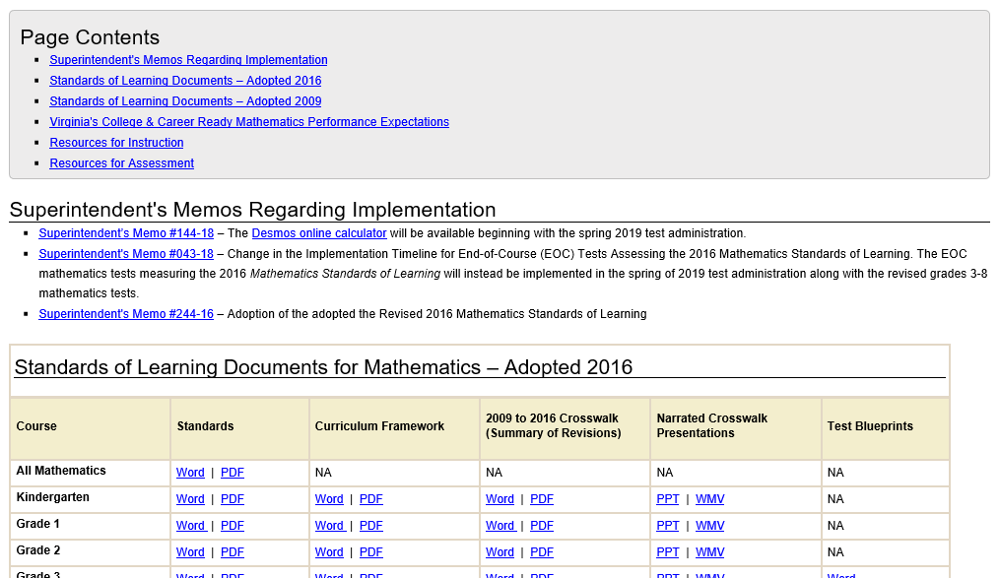 Page Contents
Superintendent's Memos Regarding Implementation
Standards of Learning Documents – Adopted 2016
Standards of Learning Documents – Adopted 2009
Virginia's College & Career Ready Mathematics Performance Expectations
Resources for Instruction
Resources for Assessment
Superintendent's Memos Regarding Implementation
Superintendent's Memo #144-18 – The Desmos online calculator will be available beginning with the spring 2019 test administration.
Superintendent's Memo #043-18 – Change in the Implementation Timeline for End-of-Course (EOC) Tests Assessing the 2016 Mathematics Standards of Learning. The EOC
mathematics tests measuring the 2016 Mathematics Standards of Learning will instead be implemented in the spring of 2019 test administration along with the revised grades 3-8
mathematics tests.
Superintendent's Memo #244-16 – Adoption of the adopted the Revised 2016 Mathematics Standards of Learning
Standards of Learning Documents for Mathematics – Adopted 2016
Course Standards Curriculum Framework 2009 to 2016 Crosswalk (Summary of Revisions) Narrated Crosswalk Presentations Test Blueprints
All Mathematics Word | PDF NA NA NA NA
Kindergarten Word | PDF Word | PDF Word | PDF PPT | WMV NA
Grade 1 Word | PDF Word | PDF Word | PDF PPT | WMV NA
Grade 2 Word | PDF Word | PDF Word | PDF PPT | WMV NA
Grade 3 Word | PDF Word | PDF Word | PDF PPT | WMV Word